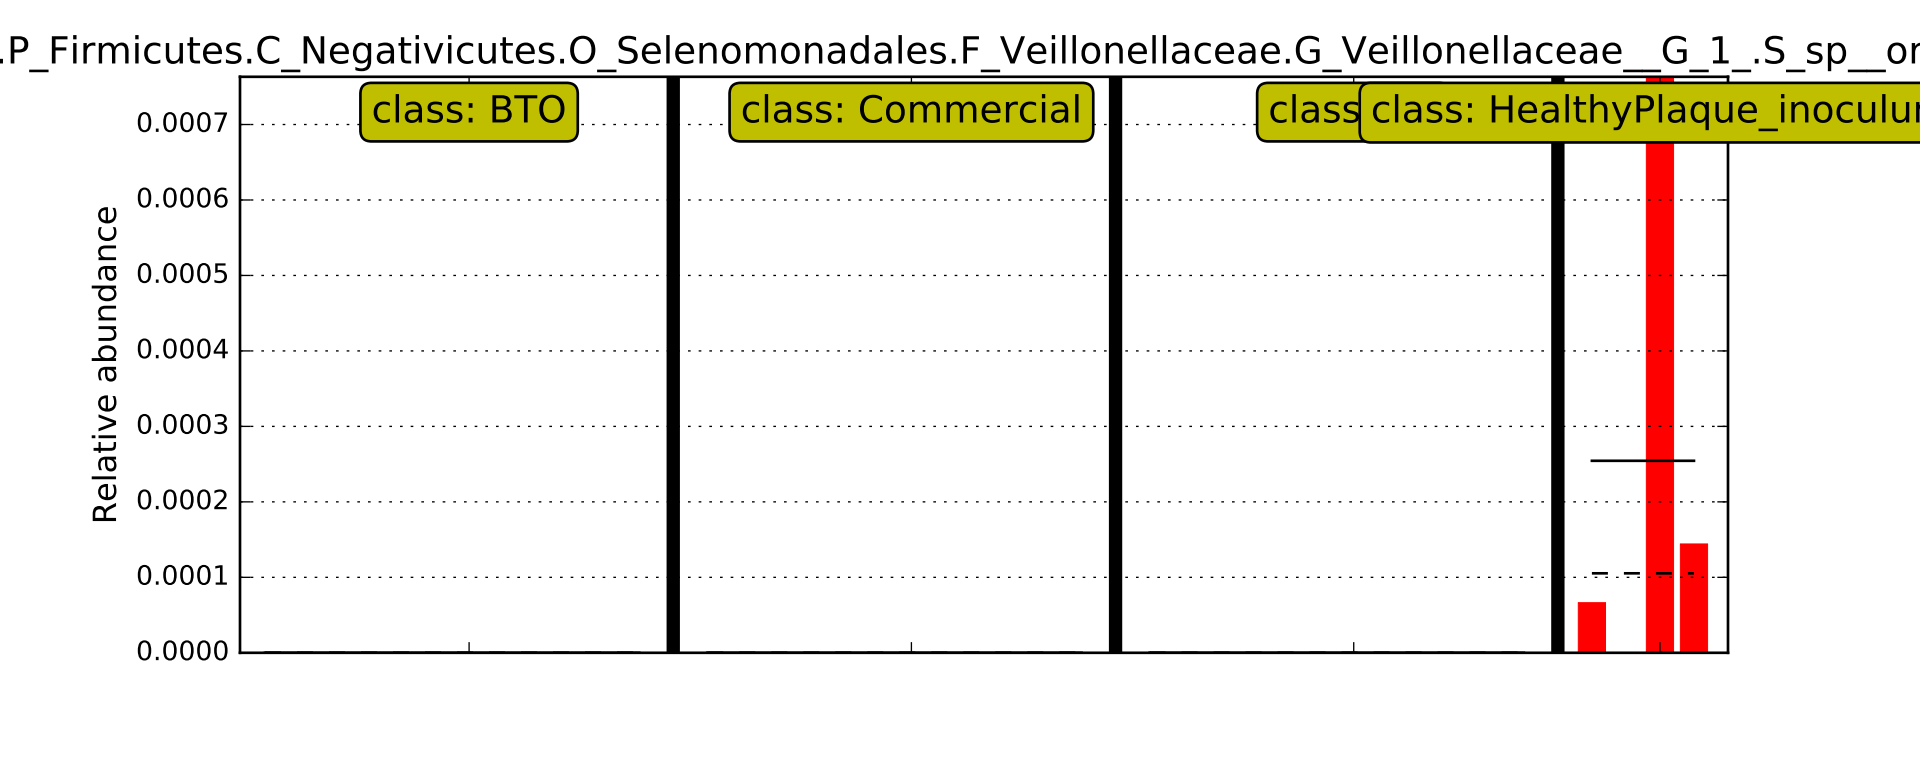 .P_Firmicutes.C_Negativicutes.O_Selenomonadales.F_Veillonellaceae.G_Veillonellaceae__G_1_.S_sp__or
class: BTO
class: Commercial
class
class: HealthyPlaque_inoculu
Relative abundance
0.0007
0.0006
0.0005
0.0004
0.0003
0.0002
0.0001
0.0000